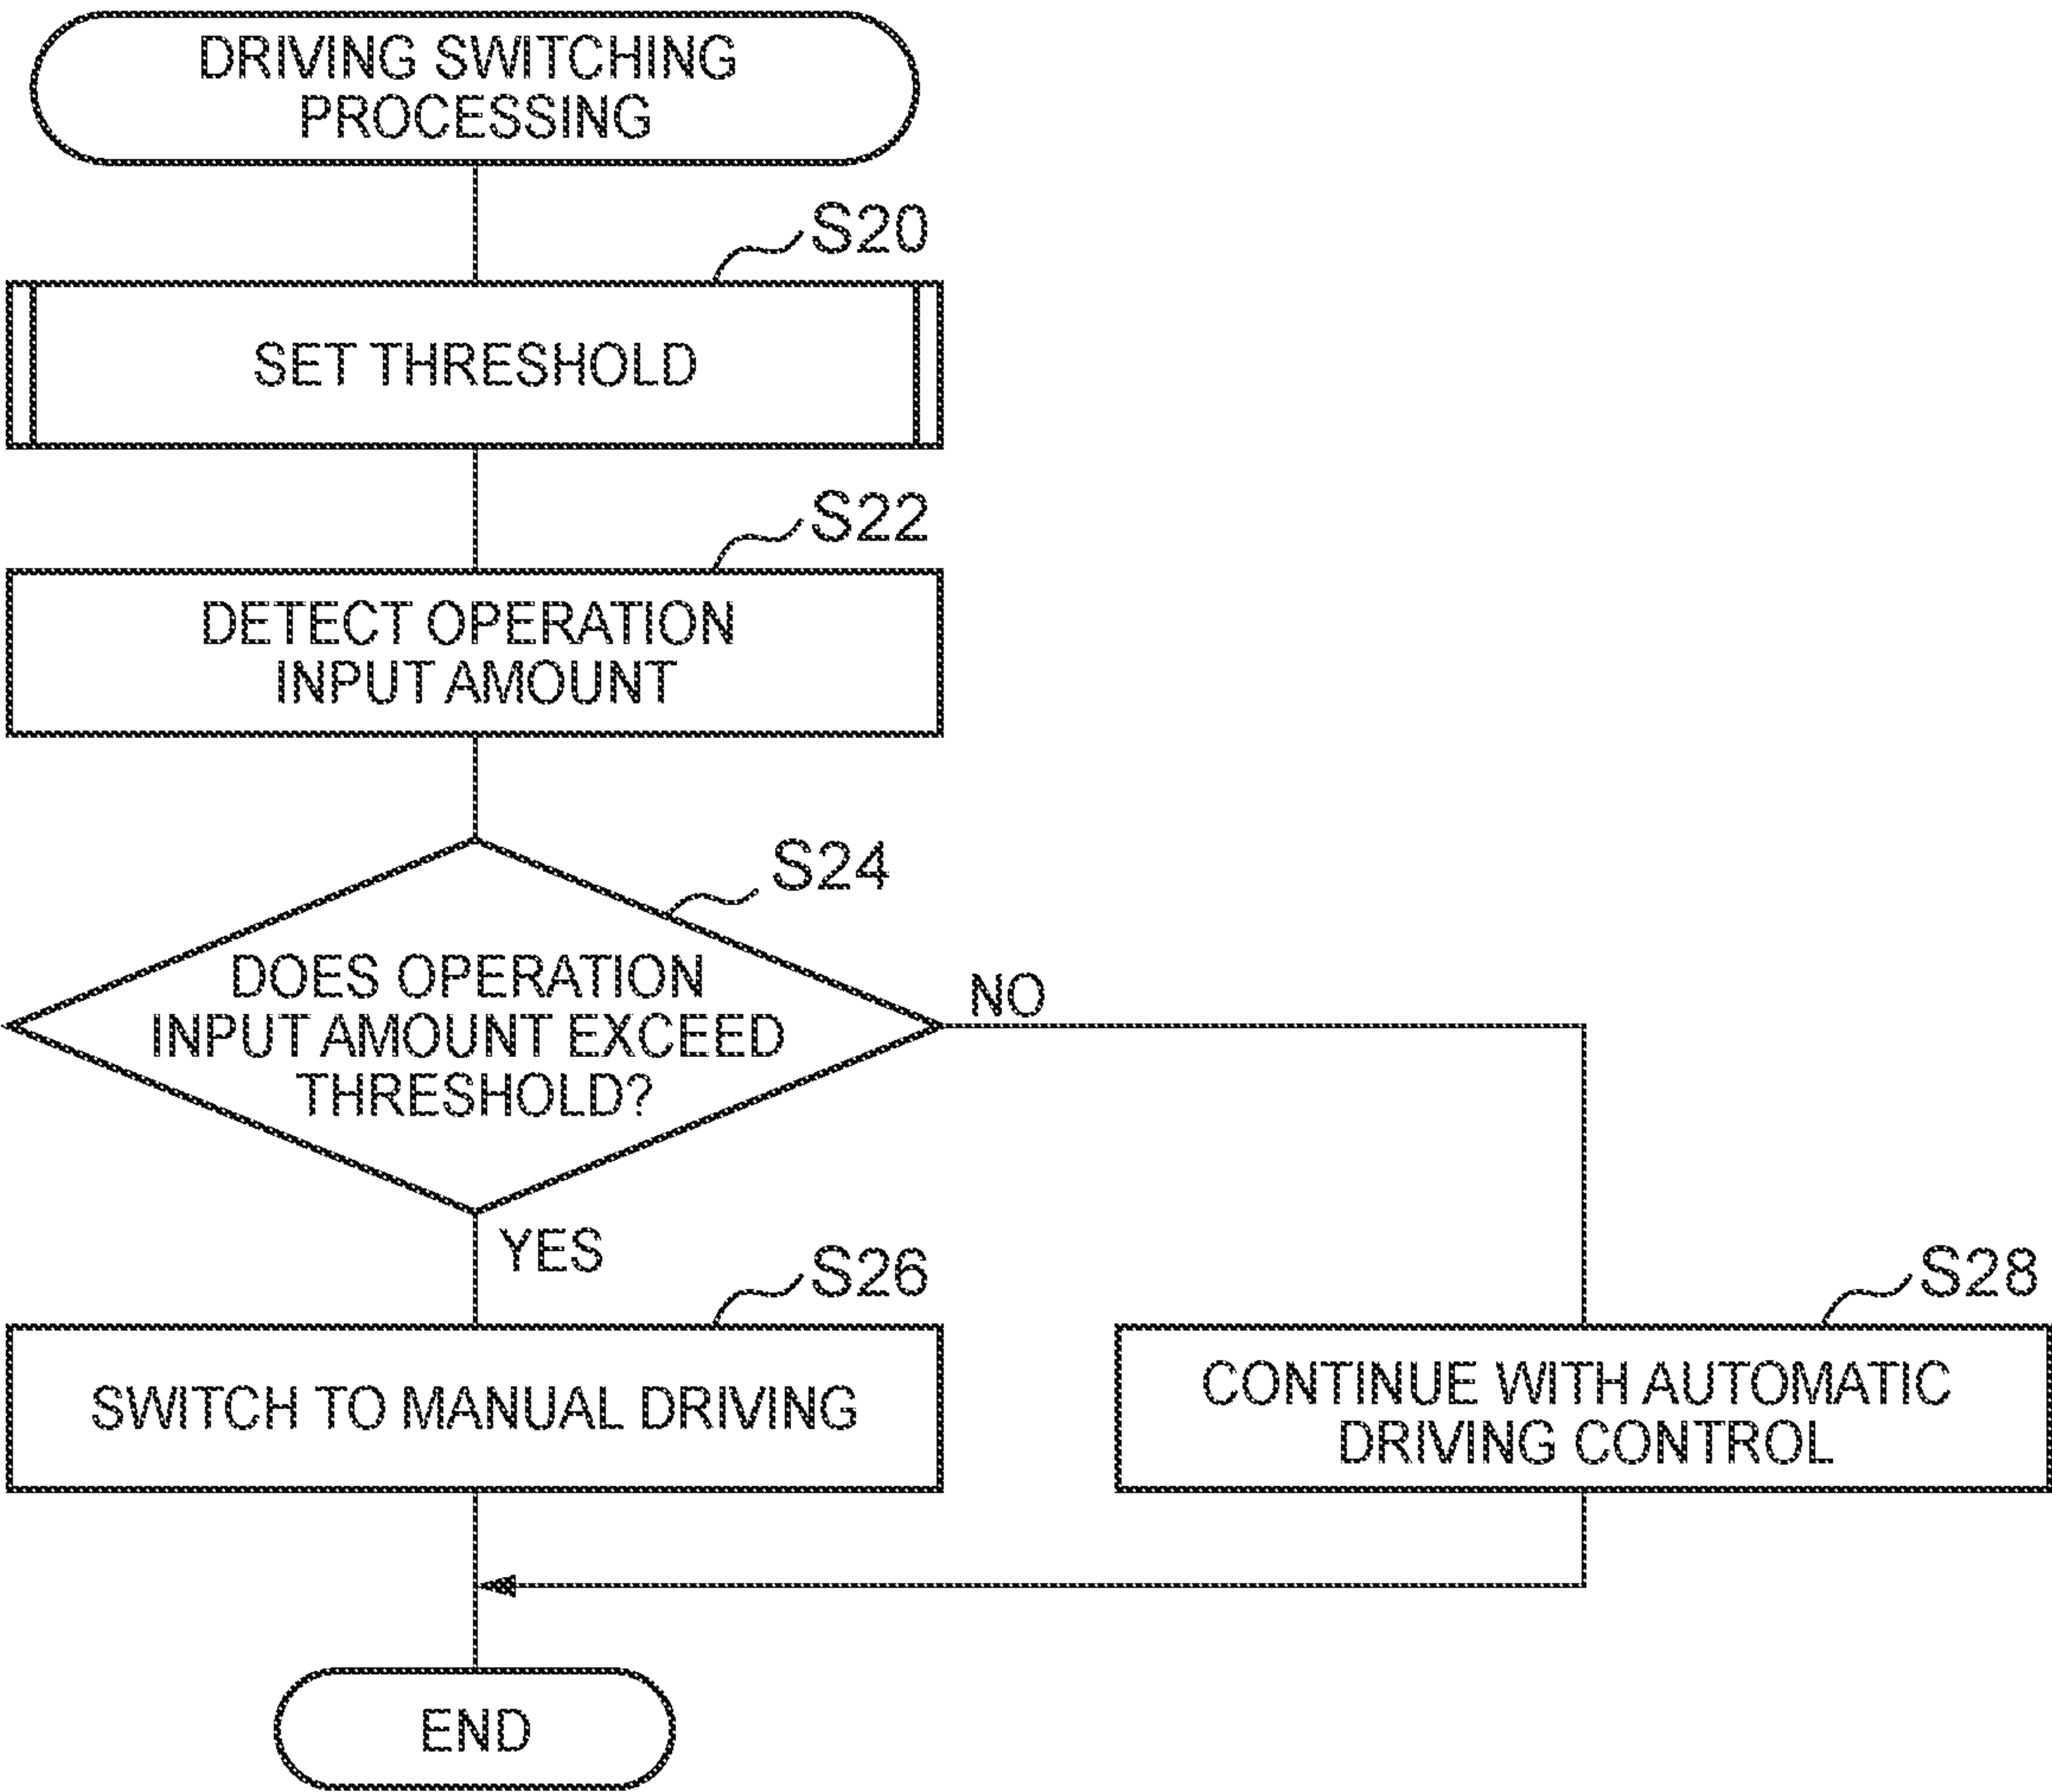 DRIVING SWITCHING
PROCESSING
S20
SET THRESHOLD
S22
DETECT OPERATION
INPUT AMOUNT
S24
DOES OPERATION
INPUT AMOUNT EXCEED
THRESHOLD?
NO
YES
S26
SWITCH TO MANUAL DRIVING
S28
CONTINUE WITH AUTOMATIC
DRIVING CONTROL
END